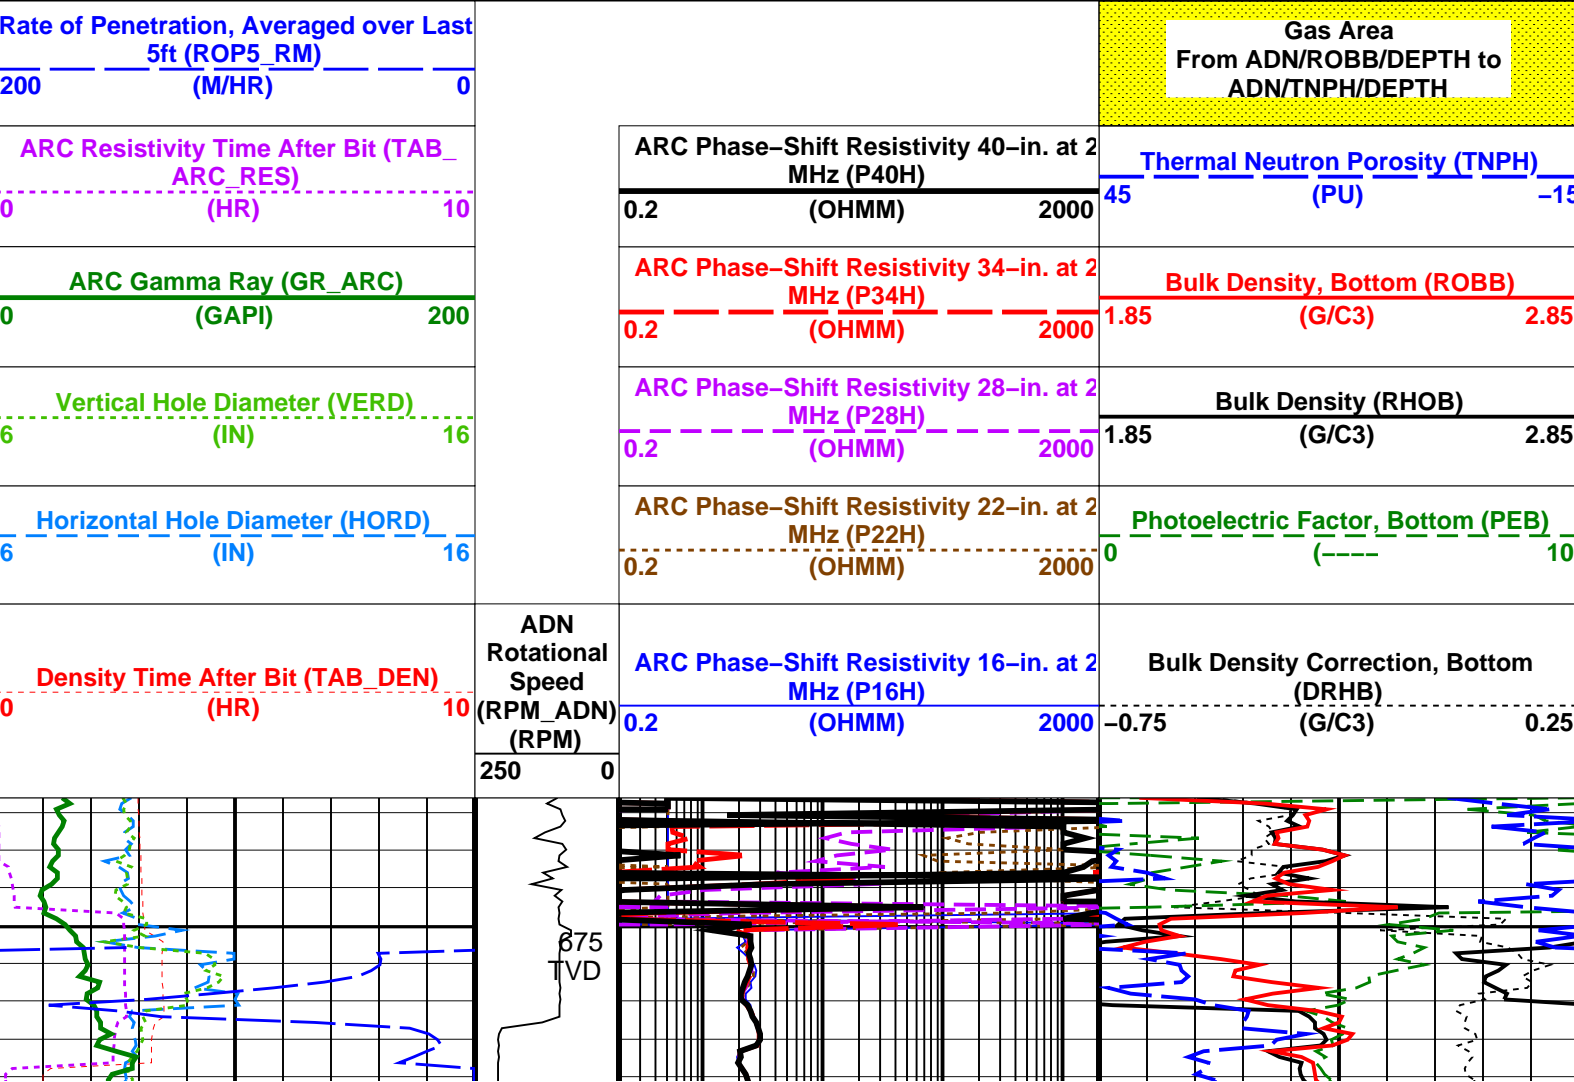 Rate of Penetration, Averaged over Last
5ft (ROP5_RM)
200 (M/HR) 0
ARC Resistivity Time After Bit (TAB_
ARC_RES)
0 (HR) 10
ARC Gamma Ray (GR_ARC)
0 (GAPI) 200
Vertical Hole Diameter (VERD)
6 (IN) 16
Horizontal Hole Diameter (HORD)
6 (IN) 16
Density Time After Bit (TAB_DEN)
0 (HR) 10
ADN
Rotational
Speed
(RPM_ADN)
(RPM)
250 0
ARC Phase–Shift Resistivity 40–in. at 2
MHz (P40H)
0.2 (OHMM) 2000
ARC Phase–Shift Resistivity 34–in. at 2
MHz (P34H)
0.2 (OHMM) 2000
ARC Phase–Shift Resistivity 28–in. at 2
MHz (P28H)
0.2 (OHMM) 2000
ARC Phase–Shift Resistivity 22–in. at 2
MHz (P22H)
0.2 (OHMM) 2000
ARC Phase–Shift Resistivity 16–in. at 2
MHz (P16H)
0.2 (OHMM) 2000
Gas Area
From ADN/ROBB/DEPTH to
ADN/TNPH/DEPTH
Thermal Neutron Porosity (TNPH)
45 (PU) –15
Bulk Density, Bottom (ROBB)
1.85 (G/C3) 2.85
Bulk Density (RHOB)
1.85 (G/C3) 2.85
Photoelectric Factor, Bottom (PEB)
0 (–––– 10
Bulk Density Correction, Bottom
(DRHB)
–0.75 (G/C3) 0.25
675
TVD